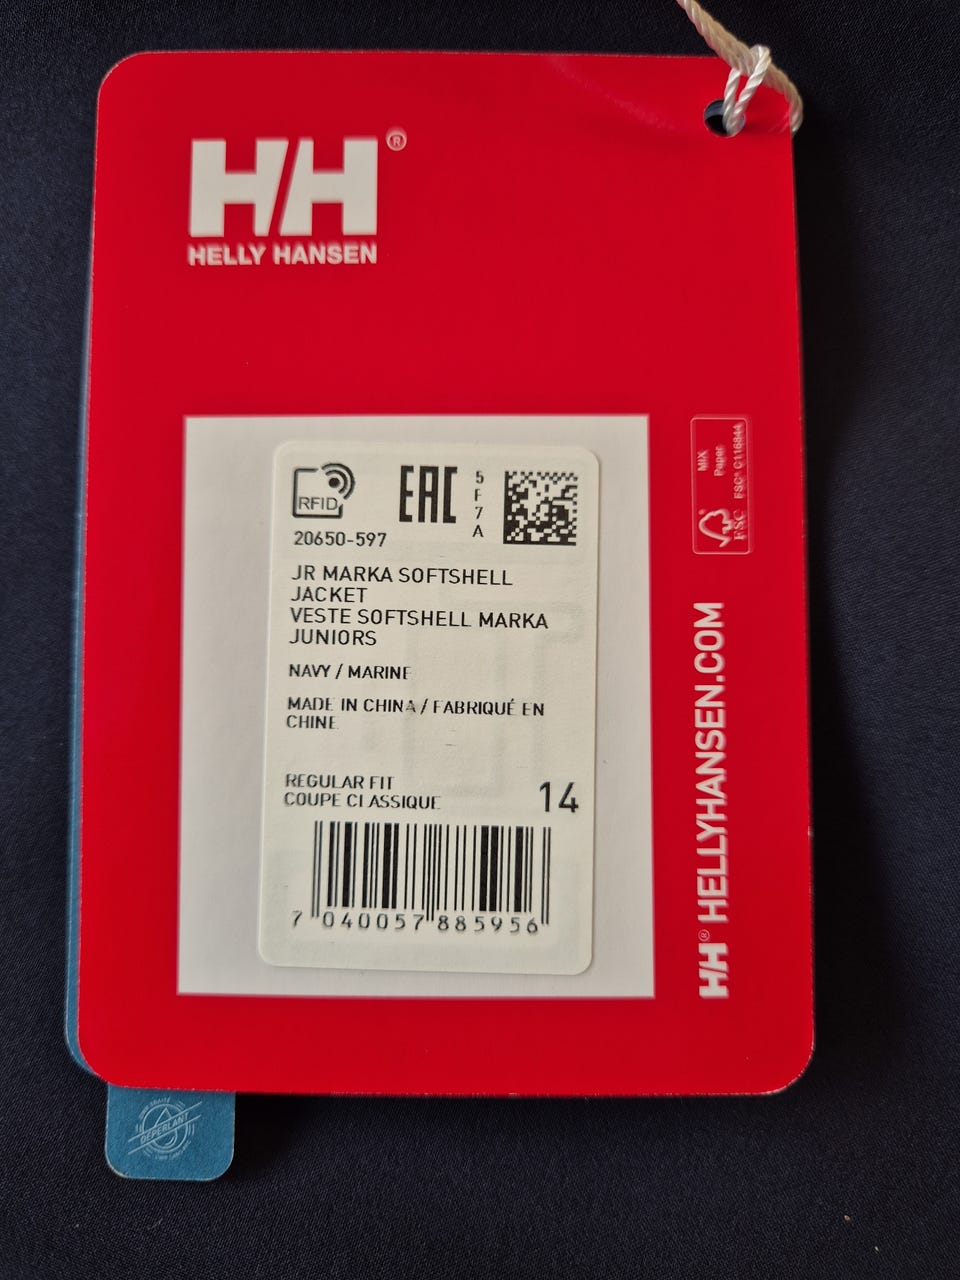 HH®
HELLY HANSEN
RFID
EAC
5
F
7
A
20650-597
JR MARKA SOFTSHELL
JACKET
VESTE SOFTSHELL MARKA
JUNIORS
NAVY / MARINE
MADE IN CHINA / FABRIQUÉ EN
CHINE
REGULAR FIT
COUPE CLASSIQUE
14
7 040057 885956
MIX
Paper
FSC® C116844
FSC
HH® HELLYHANSEN.COM
DÉPERLANT